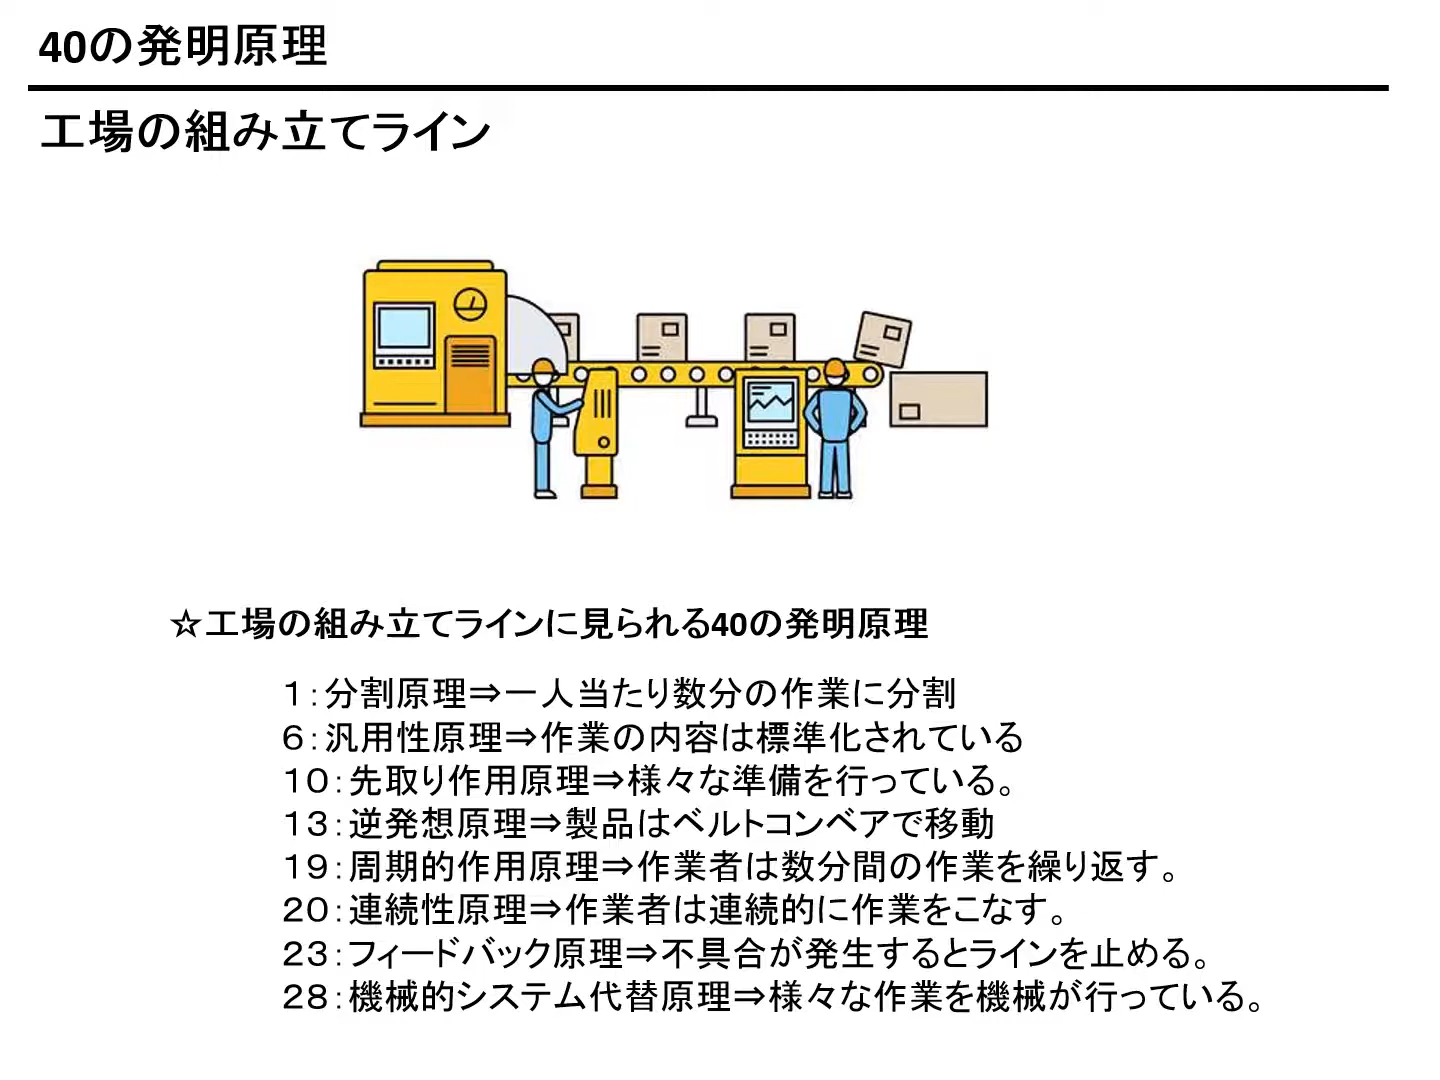 40の発明原理
工場の組み立てライン
☆工場の組み立てラインに見られる40の発明原理
１：分割原理⇒一人当たり数分の作業に分割
６：汎用性原理⇒作業の内容は標準化されている
１０：先取り作用原理⇒様々な準備を行っている。
１３：逆発想原理⇒製品はベルトコンベアで移動
１９：周期的作用原理⇒作業者は数分間の作業を繰り返す。
２０：連続性原理⇒作業者は連続的に作業をこなす。
２３：フィードバック原理⇒不具合が発生するとラインを止める。
２８：機械的システム代替原理⇒様々な作業を機械が行っている。